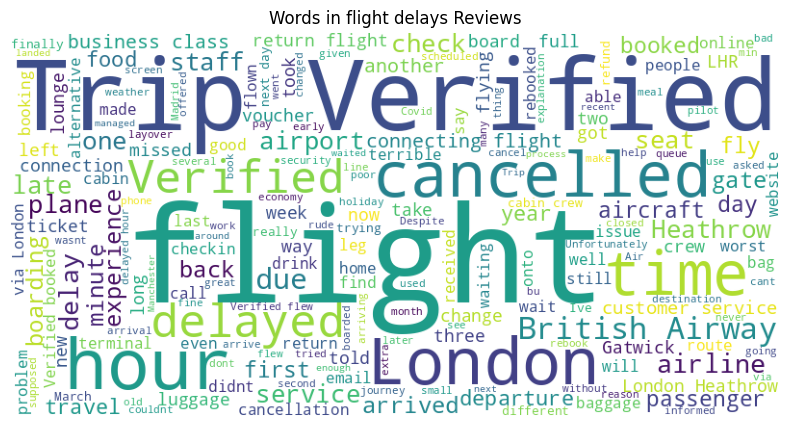 Words in flight delays Reviews
finally
business class
return flight
check
board
full
booked
online
bad
landed
screen
given
scheduled
min
food
staff
another
people
LHR
refund
Trip Verified
booking
lounge
alternative
weather
Madrid
offered
next day
flown
took
changed
went
voucher
Covid
say
many
flying
thing
rebooked
able
recent
explanation
meal
pilot
made
managed
layover
pay
early
one
left
missed
good
airport
connecting flight
two
got
seat
fly
connection
cabin
several
book
security
waited
line
poor
terrible
cancel
process
make
help
queue
use
asked
website
late
phone
Verified
cancelled
Trip
gate
plane
experience
economy
holiday
now
take
year
cabin crew
rude
Despite
closed
aircraft
day
ticket
wasnt
around
delayed hour
Manchester
last
work
week
trying
leg
received
waiting
onto
Unfortunately
Air
issue
Heathrow
crew
worst
via London
boarding
delay
minute
checkin
really
way
back
drink
home
find
flight
well
still
time
bag
cant
call
great
fine
due
used
month
bu
destination
Verified booked
new
long
Verified flew
boarded
arriving
change
wait
Ive
customer service
never
delayed
see
three
British Airway
terminal
arrival
even
arrive
return
told
later
rebook
Gatwick
route
going
problem
supposed
March
hour
flew
tried
dont
didnt
first
email
enough
extra
London
will
airline
via
London Heathrow
travel
old
couldnt
luggage
second
service
journey
small
next
without
reason
passenger
cancellation
arrived
departure
different
baggage
informed